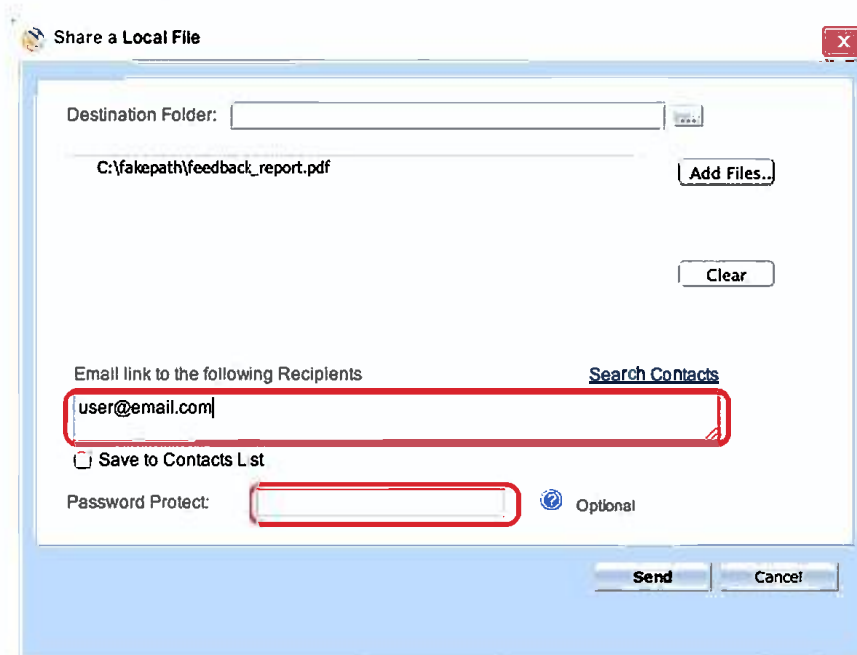 Share a Local File
X
Destination Folder:
...
C:\fakepath\feedback_report.pdf
Add Files..
Clear
Email link to the following Recipients Search Contacts
user@email.com
Save to Contacts List
Password Protect: ? Optional
Send Cancel